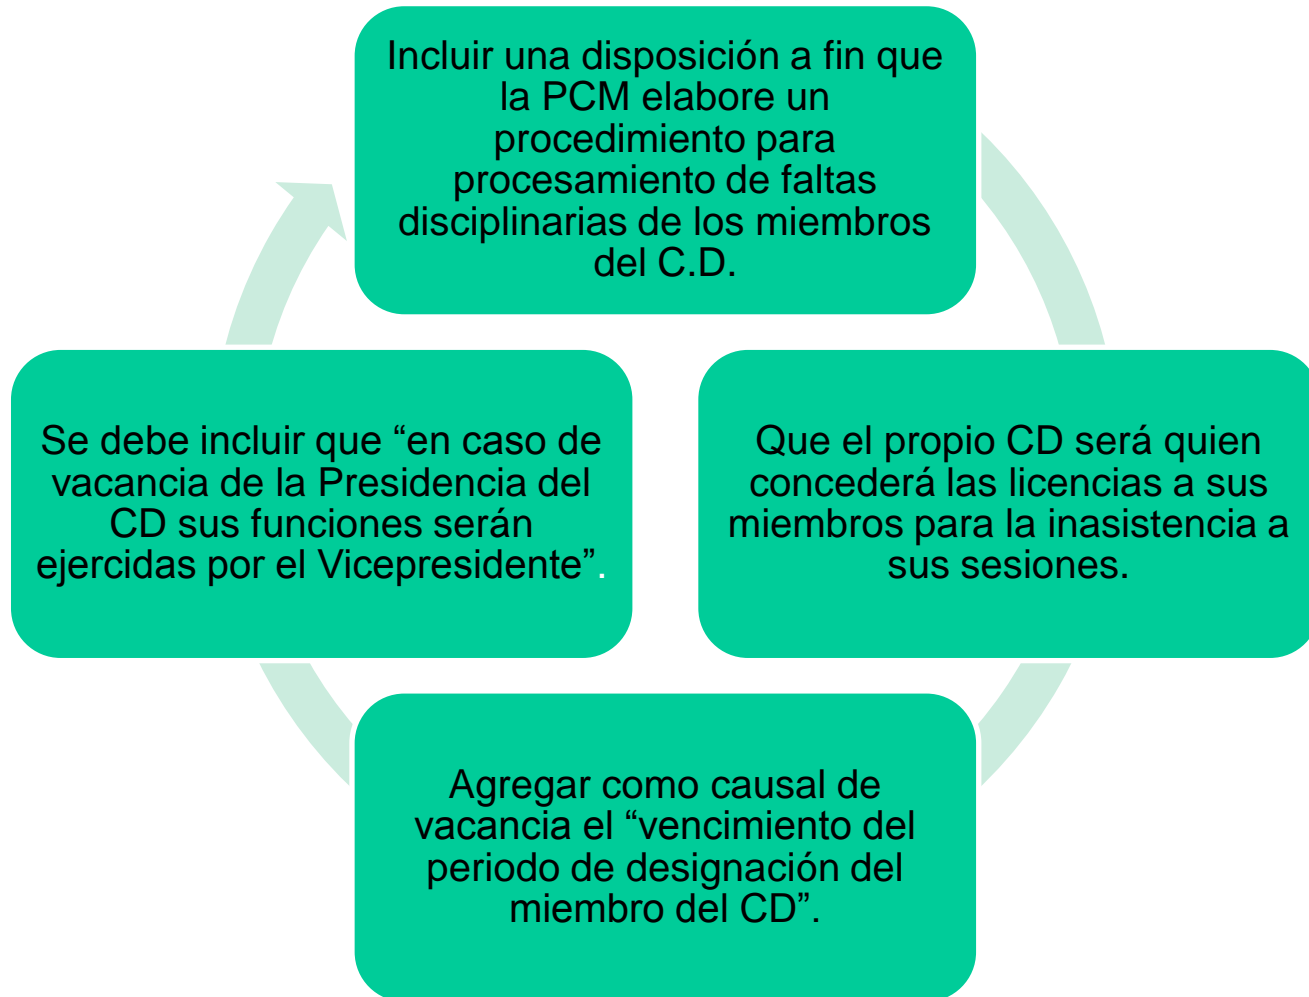 Incluir una disposición a fin que
la PCM elabore un
procedimiento para
procesamiento de faltas
disciplinarias de los miembros
del C.D.
Se debe incluir que “en caso de
vacancia de la Presidencia del
CD sus funciones serán
ejercidas por el Vicepresidente”.
Que el propio CD será quien
concederá las licencias a sus
miembros para la inasistencia a
sus sesiones.
Agregar como causal de
vacancia el “vencimiento del
periodo de designación del
miembro del CD”.